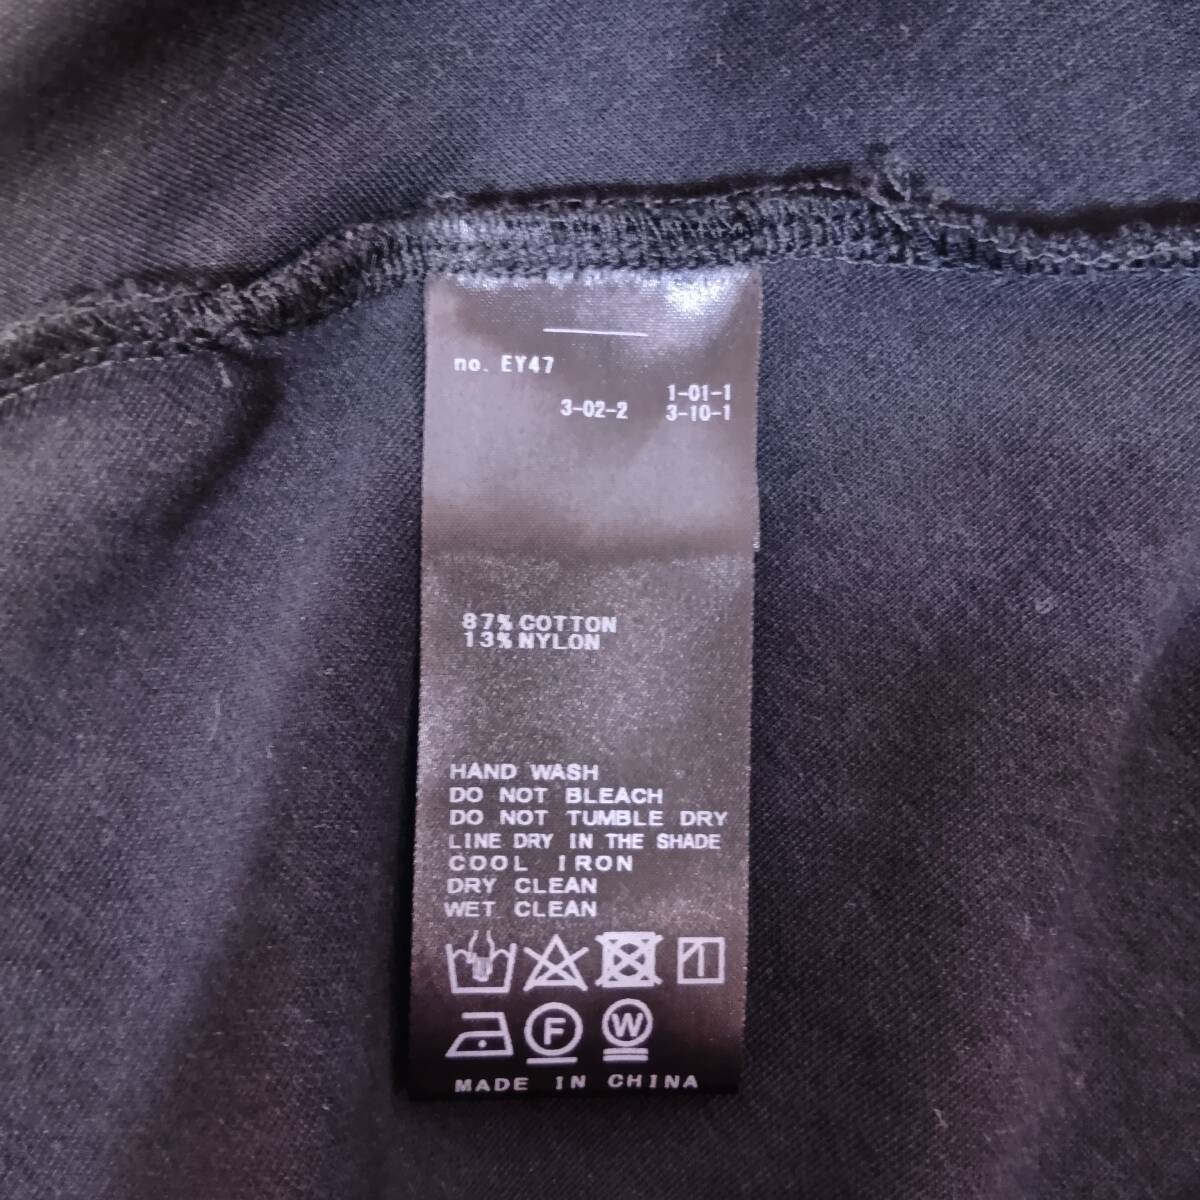 no. EY47
1-01-1
3-02-2 3-10-1
87% COTTON
13% NYLON
HAND WASH
DO NOT BLEACH
DO NOT TUMBLE DRY
LINE DRY IN THE SHADE
COOL IRON
DRY CLEAN
WET CLEAN
F W
MADE IN CHINA